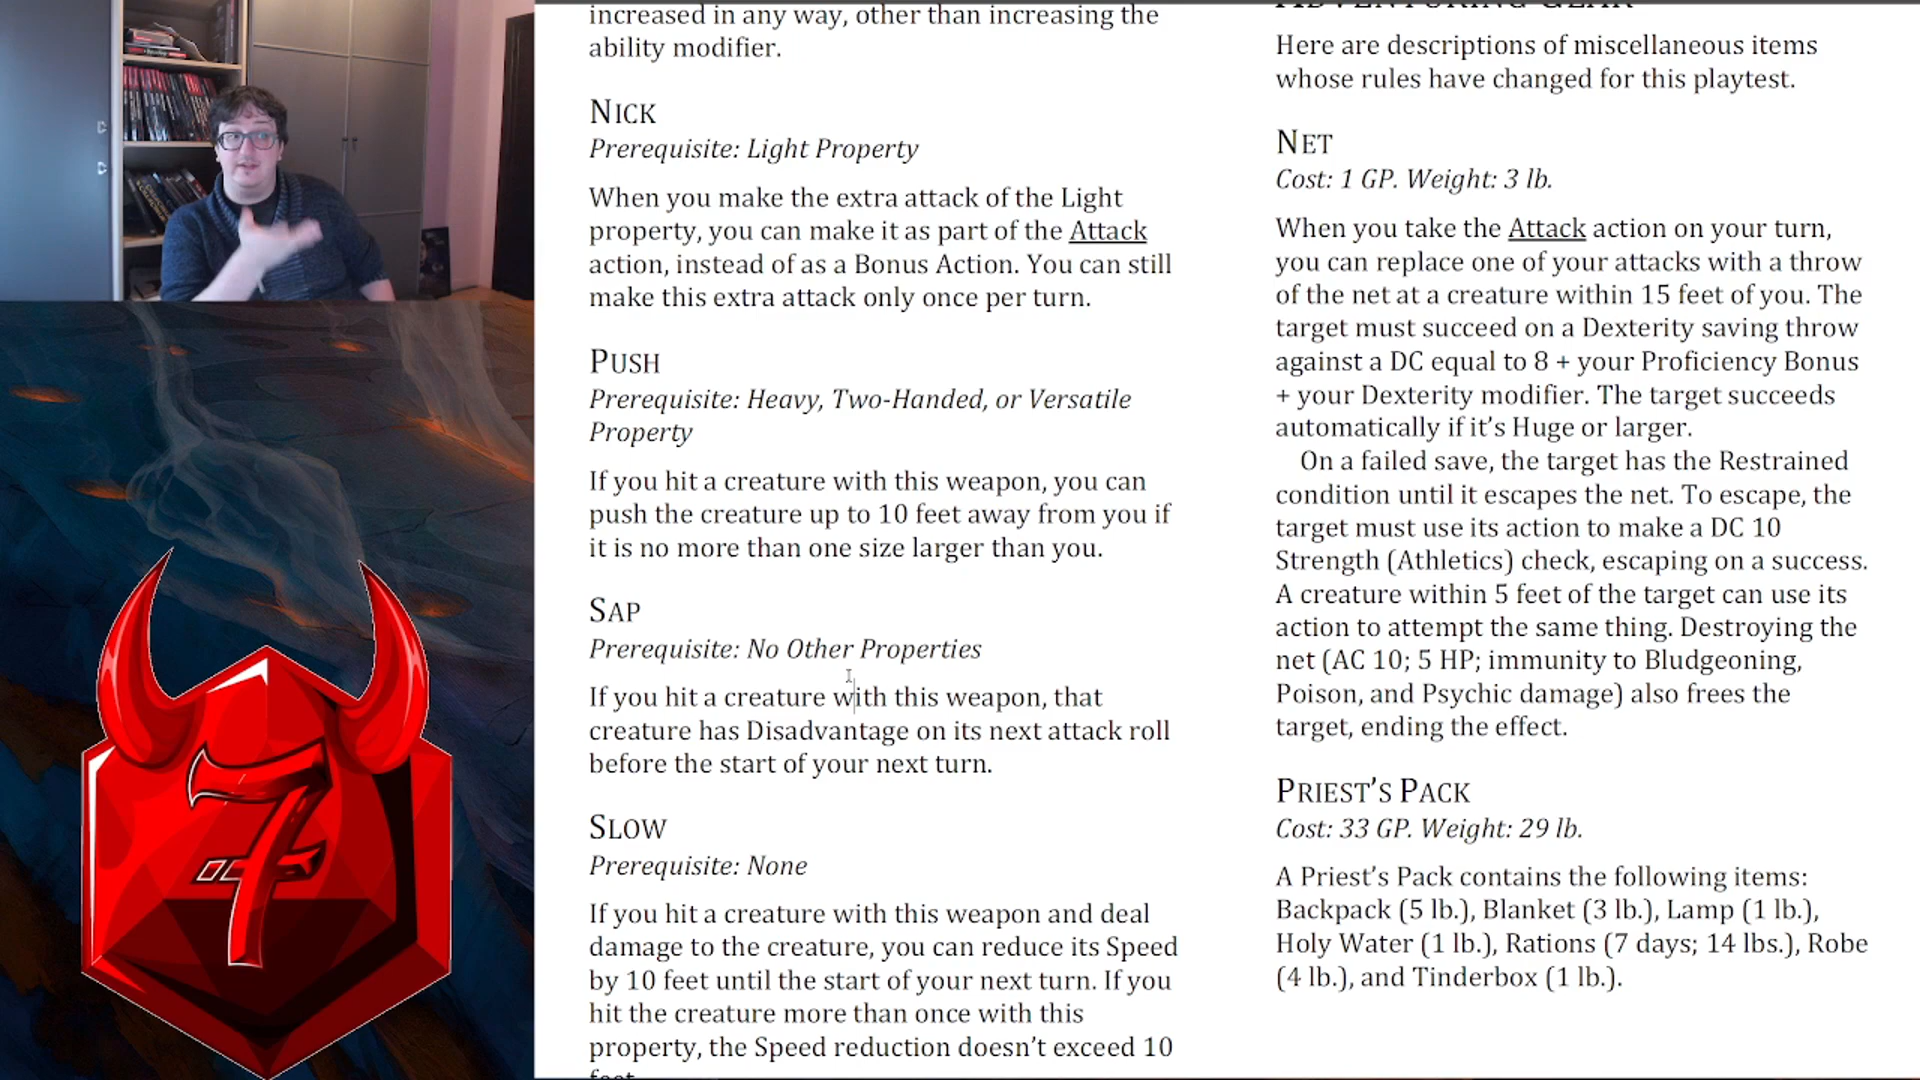 increased in any way, other than increasing the
ability modifier.
NICK
Prerequisite: Light Property
When you make the extra attack of the Light
property, you can make it as part of the Attack
action, instead of as a Bonus Action. You can still
make this extra attack only once per turn.
PUSH
Prerequisite: Heavy, Two-Handed, or Versatile
Property
If you hit a creature with this weapon, you can
push the creature up to 10 feet away from you if
it is no more than one size larger than you.
SAP
Prerequisite: No Other Properties
If you hit a creature with this weapon, that
creature has Disadvantage on its next attack roll
before the start of your next turn.
SLOW
Prerequisite: None
If you hit a creature with this weapon and deal
damage to the creature, you can reduce its Speed
by 10 feet until the start of your next turn. If you
hit the creature more than once with this
property, the Speed reduction doesn't exceed 10
feet.
ADVENTURING GEAR
Here are descriptions of miscellaneous items
whose rules have changed for this playtest.
NET
Cost: 1 GP. Weight: 3 lb.
When you take the Attack action on your turn,
you can replace one of your attacks with a throw
of the net at a creature within 15 feet of you. The
target must succeed on a Dexterity saving throw
against a DC equal to 8 + your Proficiency Bonus
+ your Dexterity modifier. The target succeeds
automatically if it's Huge or larger.
On a failed save, the target has the Restrained
condition until it escapes the net. To escape, the
target must use its action to make a DC 10
Strength (Athletics) check, escaping on a success.
A creature within 5 feet of the target can use its
action to attempt the same thing. Destroying the
net (AC 10; 5 HP; immunity to Bludgeoning,
Poison, and Psychic damage) also frees the
target, ending the effect.
PRIEST'S PACK
Cost: 33 GP. Weight: 29 lb.
A Priest's Pack contains the following items:
Backpack (5 lb.), Blanket (3 lb.), Lamp (1 lb.),
Holy Water (1 lb.), Rations (7 days; 14 lbs.), Robe
(4 lb.), and Tinderbox (1 lb.).
7